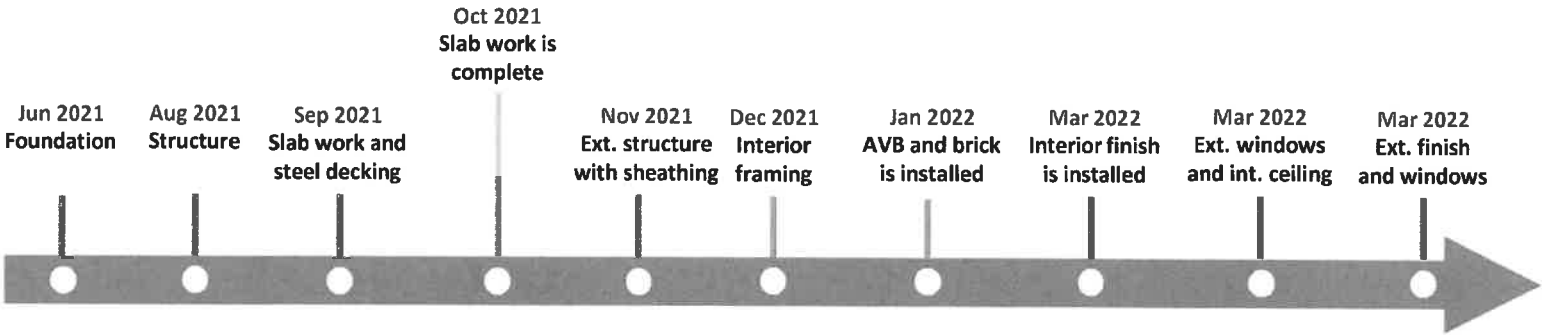 Jun 2021
Foundation
Aug 2021
Structure
Sep 2021
Slab work and
steel decking
Oct 2021
Slab work is
complete
Nov 2021
Ext. structure
with sheathing
Dec 2021
Interior
framing
Jan 2022
AVB and brick
is installed
Mar 2022
Interior finish
is installed
Mar 2022
Ext. windows
and int. ceiling
Mar 2022
Ext. finish
and windows